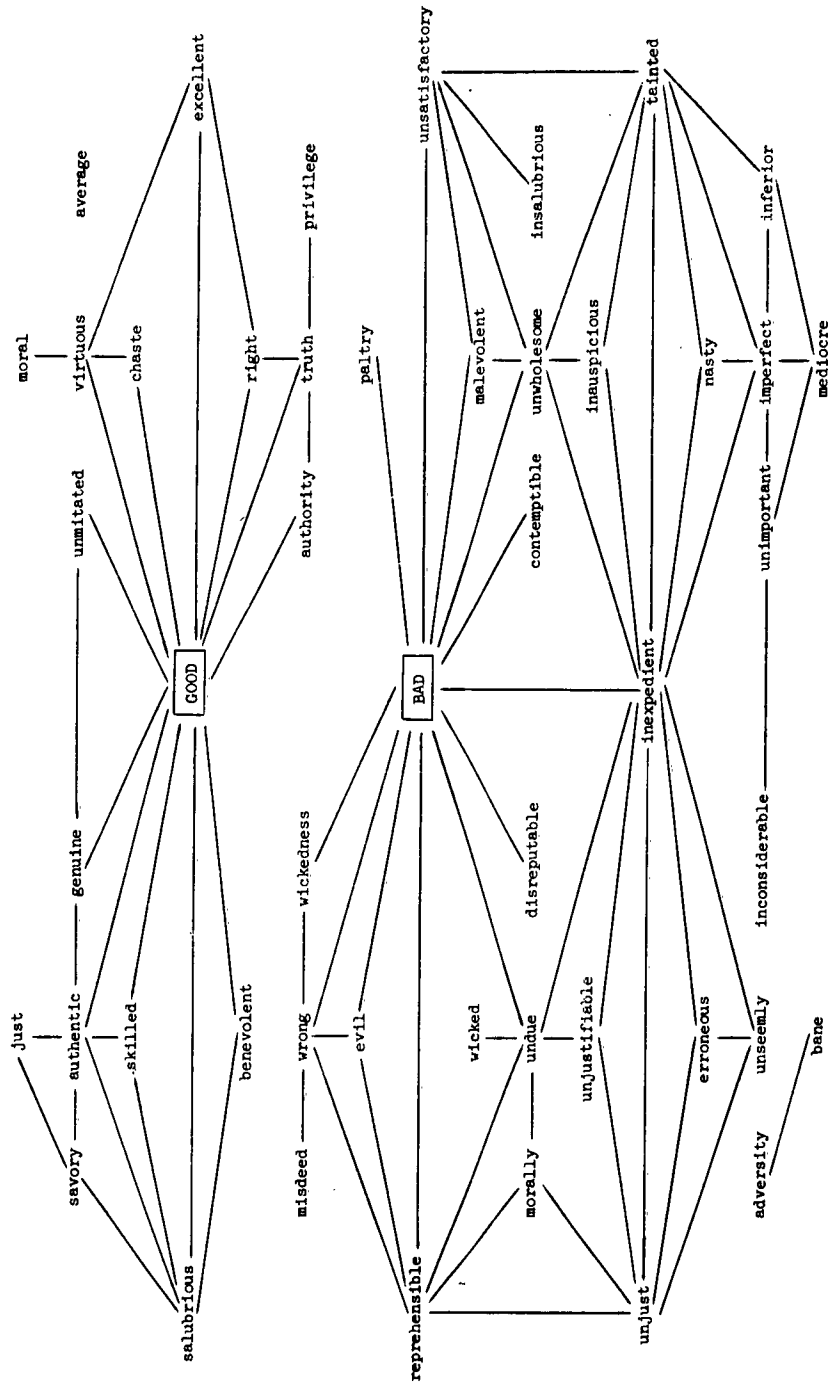 just moral
savory authentic genuine unmitated virtuous average
skilled chaste
salubrious GOOD excellent
benevolent right
authority truth privilege
misdeed wrong wickedness
evil paltry
reprehensible BAD unsatisfactory
wicked malevolent
morally undue disreputable contemptible unwholesome insalubrious
unjustifiable inauspicious
unjust inexpedient tainted
erroneous nasty
adversity unseemly inconsiderable unimportant imperfect inferior
bane mediocre